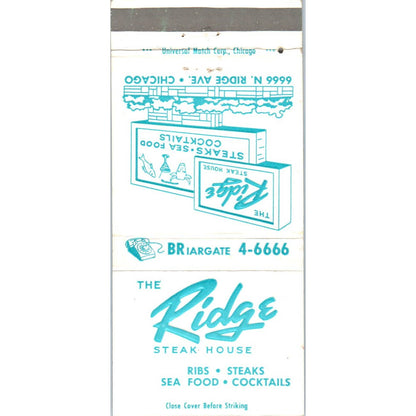 Universal Match Corp., Chicago
6666 N. RIDGE AVE. • CHICAGO
STEAKS • SEA FOOD
COCKTAILS
THE
Ridge
STEAK HOUSE
BRIARGATE 4-6666
THE
Ridge
STEAK HOUSE
RIBS • STEAKS
SEA FOOD • COCKTAILS
Close Cover Before Striking